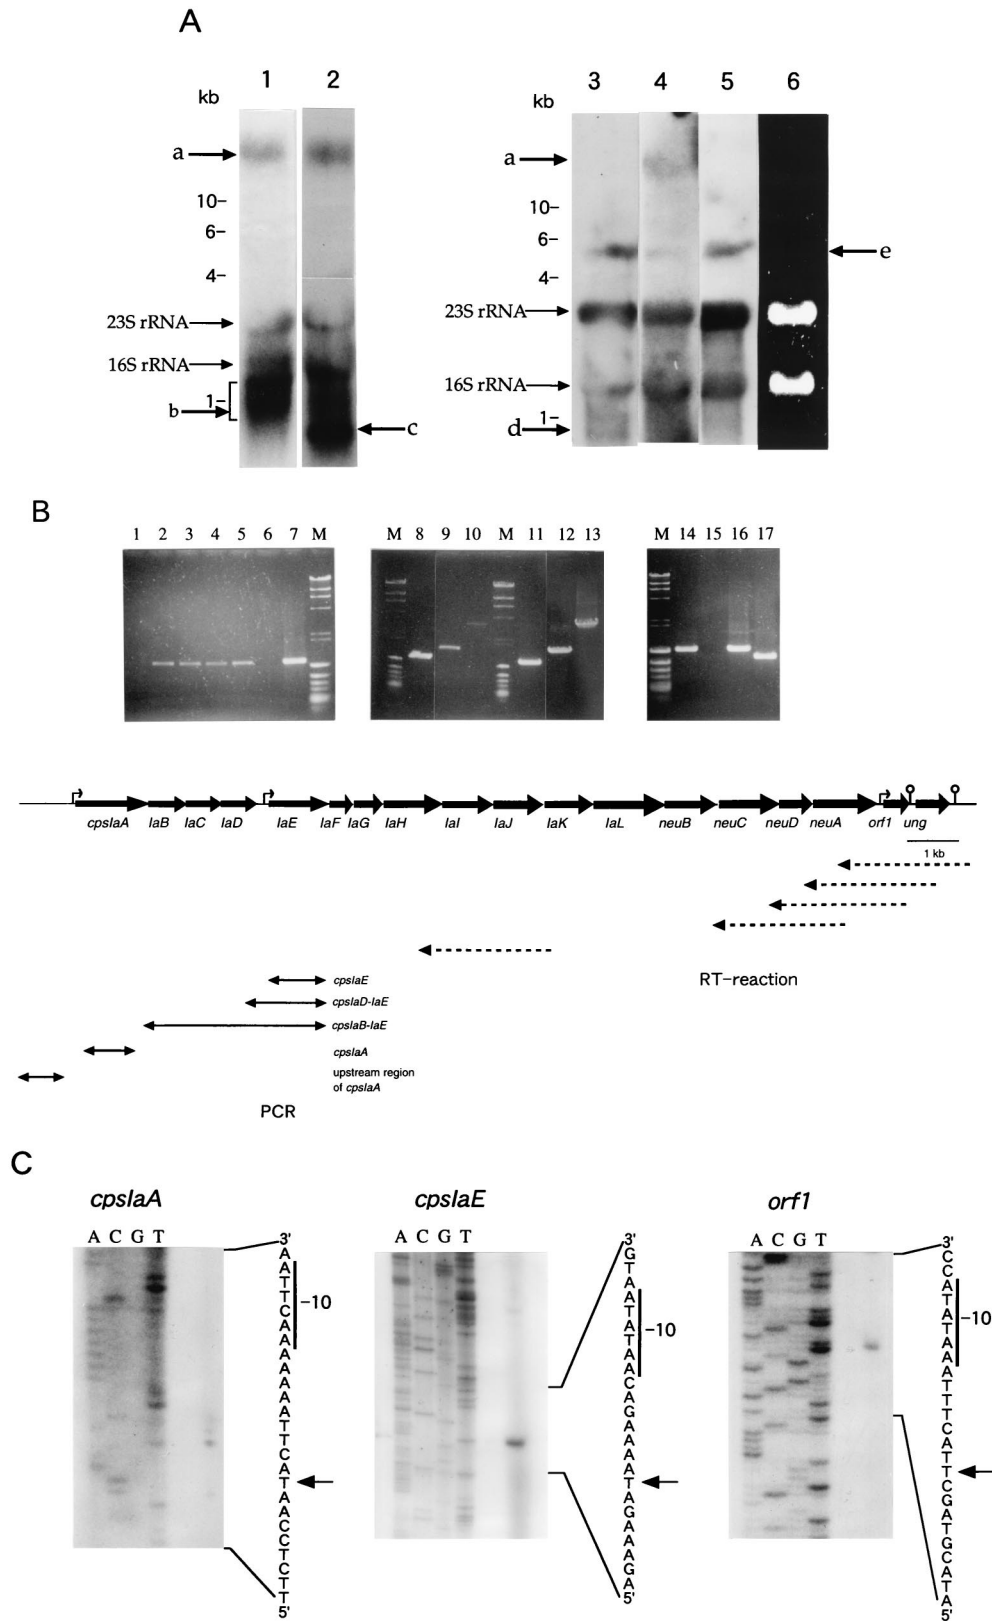 A
1 2
kb
a
10-
6-
4-
23S rRNA
16S rRNA
1-
b
c
3 4 5 6
kb
a
10-
6-
e
4-
23S rRNA
16S rRNA
1-
d
B
1 2 3 4 5 6 7 M
M 8 9 10 M 11 12 13
M 14 15 16 17
cpsIaA IaB IaC IaD IaE IaF IaG IaH IaI IaJ IaK IaL neuB neuC neuD neuA orf1 ung
1 kb
RT-reaction
cpsIaE
cpsIaD-IaE
cpsIaB-IaE
cpsIaA
upstream region
of cpsIaA
PCR
C
cpsIaA
A C G T
3'
A
A
T
T
C
A
A
A
A
A
A
T
T
C
A
T
A
A
C
C
T
C
T
T
5'
-10
cpsIaE
A C G T
3'
G
T
A
A
T
A
T
A
A
C
A
G
A
A
A
A
T
A
G
A
A
A
G
A
5'
-10
orf1
A C G T
3'
C
C
A
T
A
T
A
A
A
T
T
T
C
A
T
T
C
G
A
T
G
C
A
T
A
5'
-10